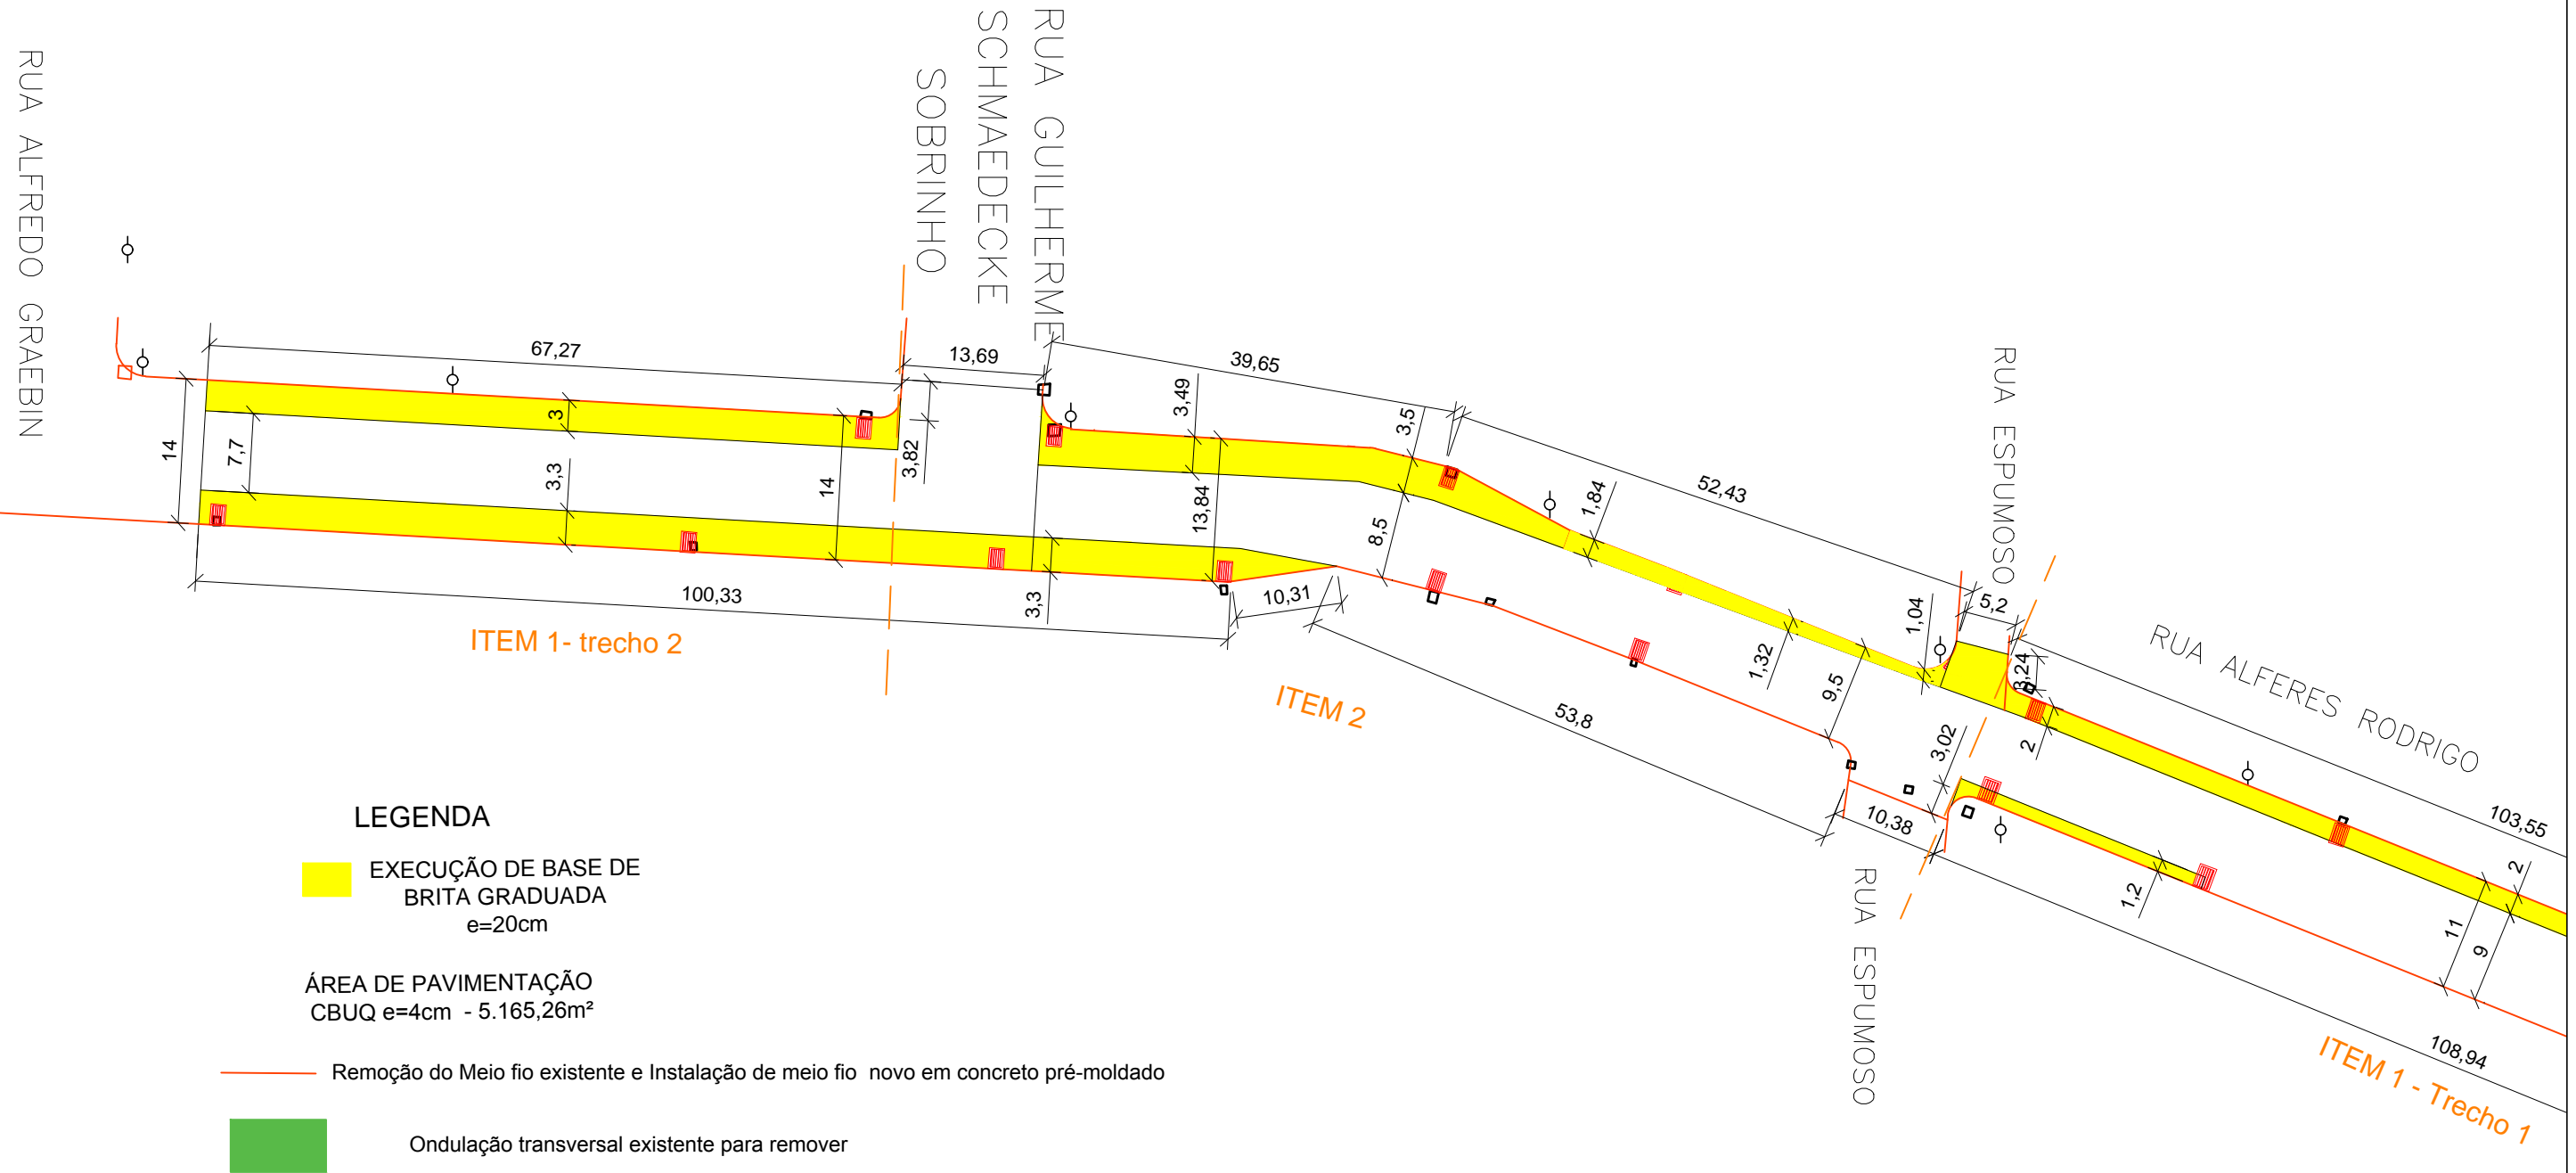 RUA ALFREDO GRAEBIN
RUA GUILHERME
SCHMAEDECKE
SOBRINHO
RUA ESPUMOSO
RUA ALFERES RODRIGO
RUA ESPUMOSO
67,27
13,69
39,65
3,49
3,5
52,43
1,84
3
3,82
14
7,7
3,3
14
13,84
8,5
100,33
3,3
10,31
1,04
5,2
3,24
1,32
9,5
53,8
3,02
2
10,38
1,2
103,55
2
11
9
108,94
ITEM 1- trecho 2
ITEM 2
ITEM 1 - Trecho 1
LEGENDA
EXECUÇÃO DE BASE DE
BRITA GRADUADA
e=20cm
ÁREA DE PAVIMENTAÇÃO
CBUQ e=4cm - 5.165,26m²
Remoção do Meio fio existente e Instalação de meio fio novo em concreto pré-moldado
Ondulação transversal existente para remover